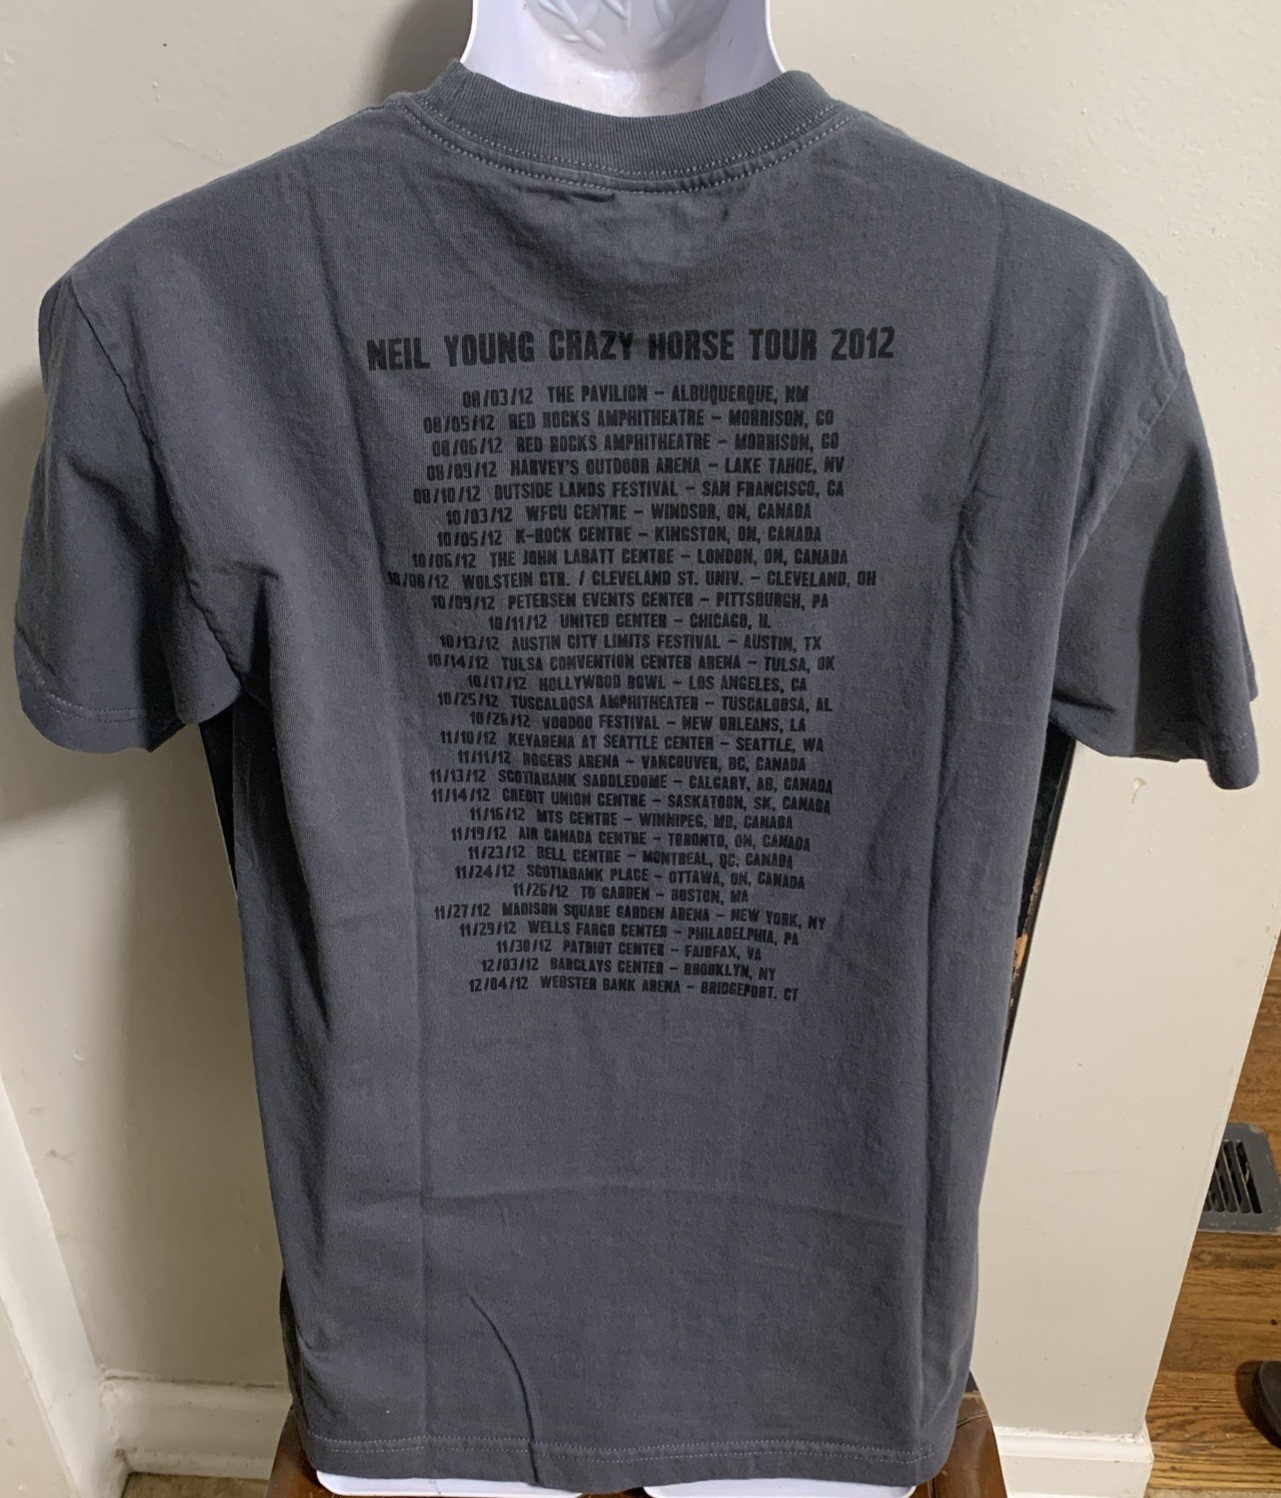 NEIL YOUNG CRAZY HORSE TOUR 2012
08/03/12 THE PAVILION – ALBUQUERQUE, NM
08/05/12 RED ROCKS AMPHITHEATRE – MORRISON, CO
08/06/12 RED ROCKS AMPHITHEATRE – MORRISON, CO
08/09/12 HARVEY'S OUTDOOR ARENA – LAKE TAHOE, NV
08/10/12 OUTSIDE LANDS FESTIVAL – SAN FRANCISCO, CA
10/03/12 WFCU CENTRE – WINDSOR, ON, CANADA
10/05/12 K-ROCK CENTRE – KINGSTON, ON, CANADA
10/06/12 THE JOHN LABATT CENTRE – LONDON, ON, CANADA
10/08/12 WOLSTEIN CTR. / CLEVELAND ST. UNIV. – CLEVELAND, OH
10/09/12 PETERSEN EVENTS CENTER – PITTSBURGH, PA
10/11/12 UNITED CENTER – CHICAGO, IL
10/13/12 AUSTIN CITY LIMITS FESTIVAL – AUSTIN, TX
10/14/12 TULSA CONVENTION CENTER ARENA – TULSA, OK
10/17/12 HOLLYWOOD BOWL – LOS ANGELES, CA
10/25/12 TUSCALOOSA AMPHITHEATER – TUSCALOOSA, AL
10/26/12 VOODOO FESTIVAL – NEW ORLEANS, LA
11/10/12 KEYARENA AT SEATTLE CENTER – SEATTLE, WA
11/11/12 ROGERS ARENA – VANCOUVER, BC, CANADA
11/13/12 SCOTIABANK SADDLEDOME – CALGARY, AB, CANADA
11/14/12 CREDIT UNION CENTRE – SASKATOON, SK, CANADA
11/16/12 MTS CENTRE – WINNIPEG, MB, CANADA
11/19/12 AIR CANADA CENTRE – TORONTO, ON, CANADA
11/23/12 BELL CENTRE – MONTREAL, QC, CANADA
11/24/12 SCOTIABANK PLACE – OTTAWA, ON, CANADA
11/26/12 TD GARDEN – BOSTON, MA
11/27/12 MADISON SQUARE GARDEN ARENA – NEW YORK, NY
11/29/12 WELLS FARGO CENTER – PHILADELPHIA, PA
11/30/12 PATRIOT CENTER – FAIRFAX, VA
12/03/12 BARCLAYS CENTER – BROOKLYN, NY
12/04/12 WEBSTER BANK ARENA – BRIDGEPORT, CT